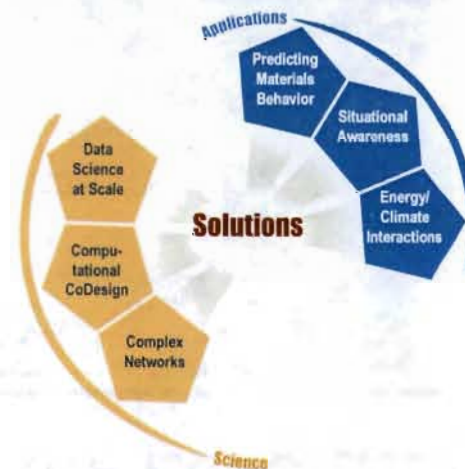 Applications
Predicting
Materials
Behavior
Situational
Awareness
Energy/
Climate
Interactions
Solutions
Data
Science
at Scale
Compu-
tational
CoDesign
Complex
Networks
Science